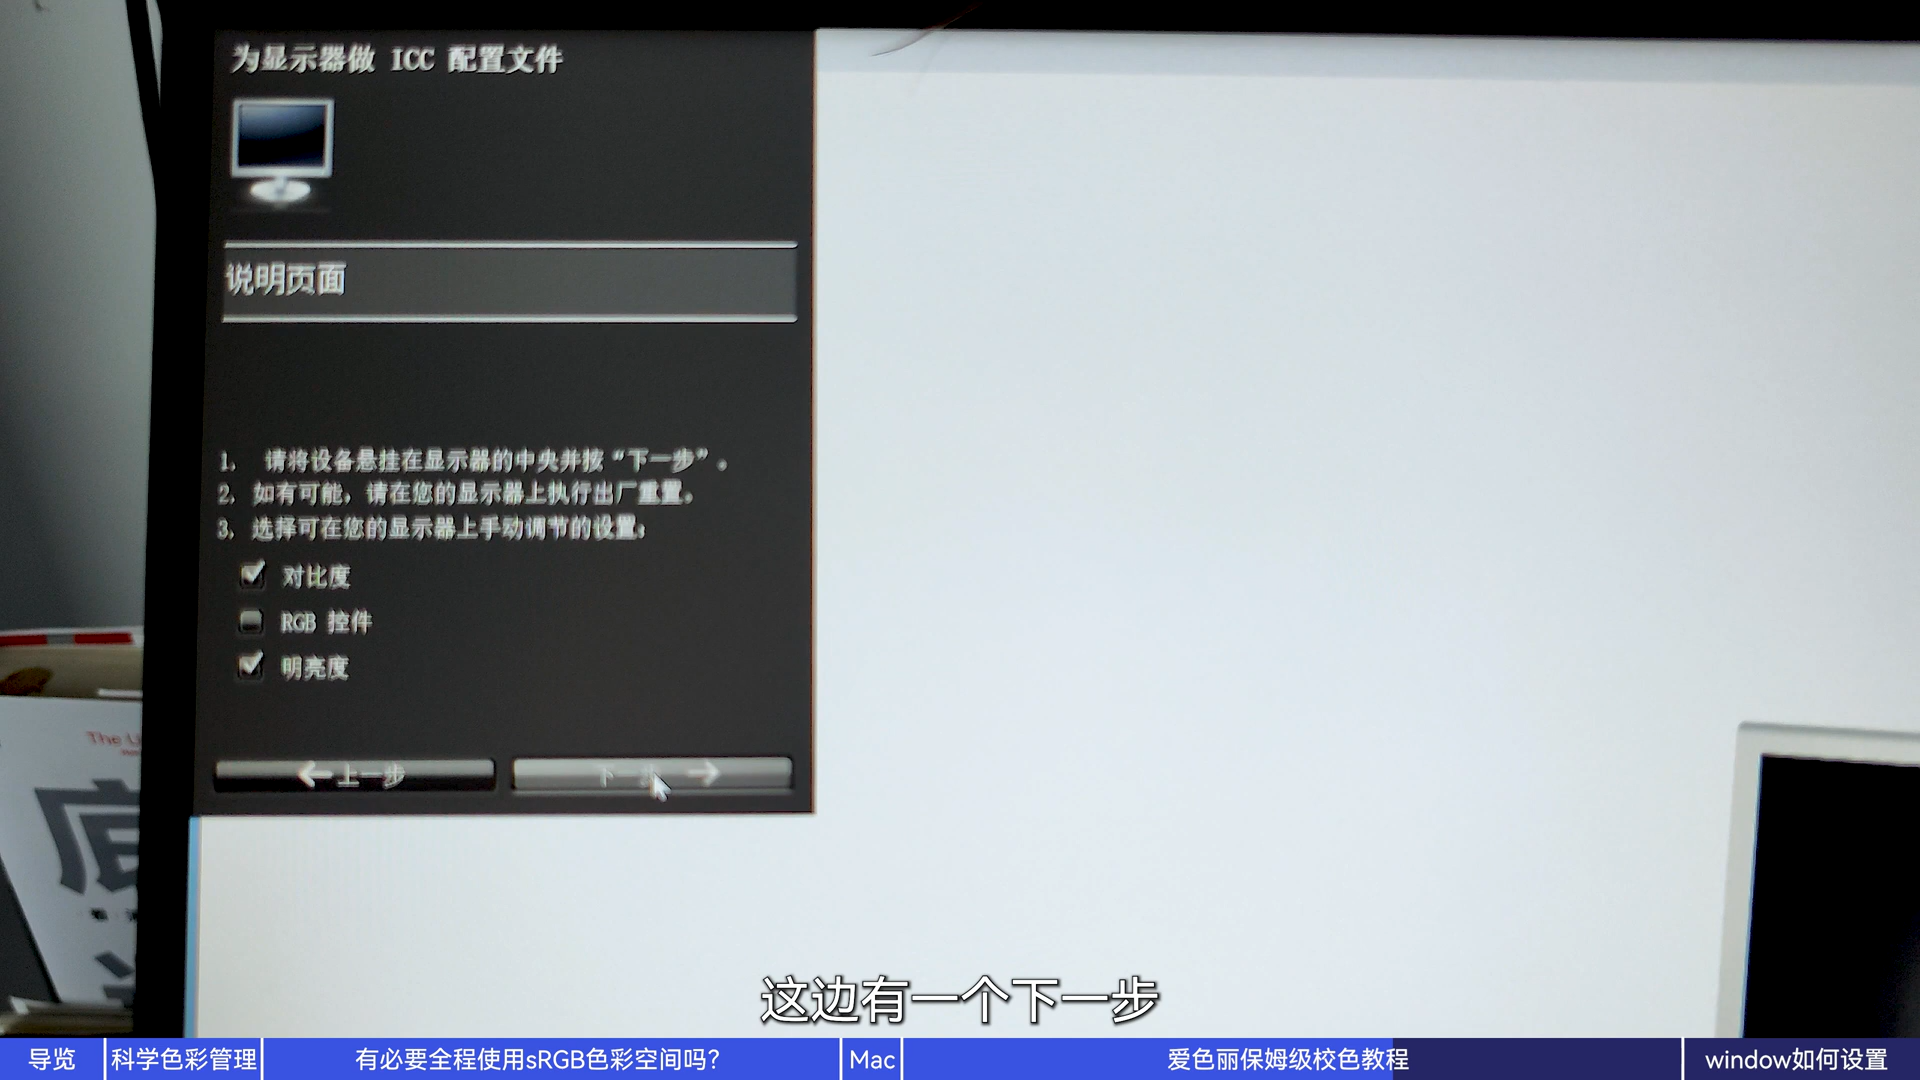 为显示器做 ICC 配置文件
说明页面
1. 请将设备悬挂在显示器的中央并按“下一步”。
2. 如有可能，请在您的显示器上执行出厂重置。
3. 选择可在您的显示器上手动调节的设置：
对比度
RGB 控件
明亮度
上一步
下一步
The
底
这边有一个下一步
导览
科学色彩管理
有必要全程使用sRGB色彩空间吗？
Mac
爱色丽保姆级校色教程
window如何设置